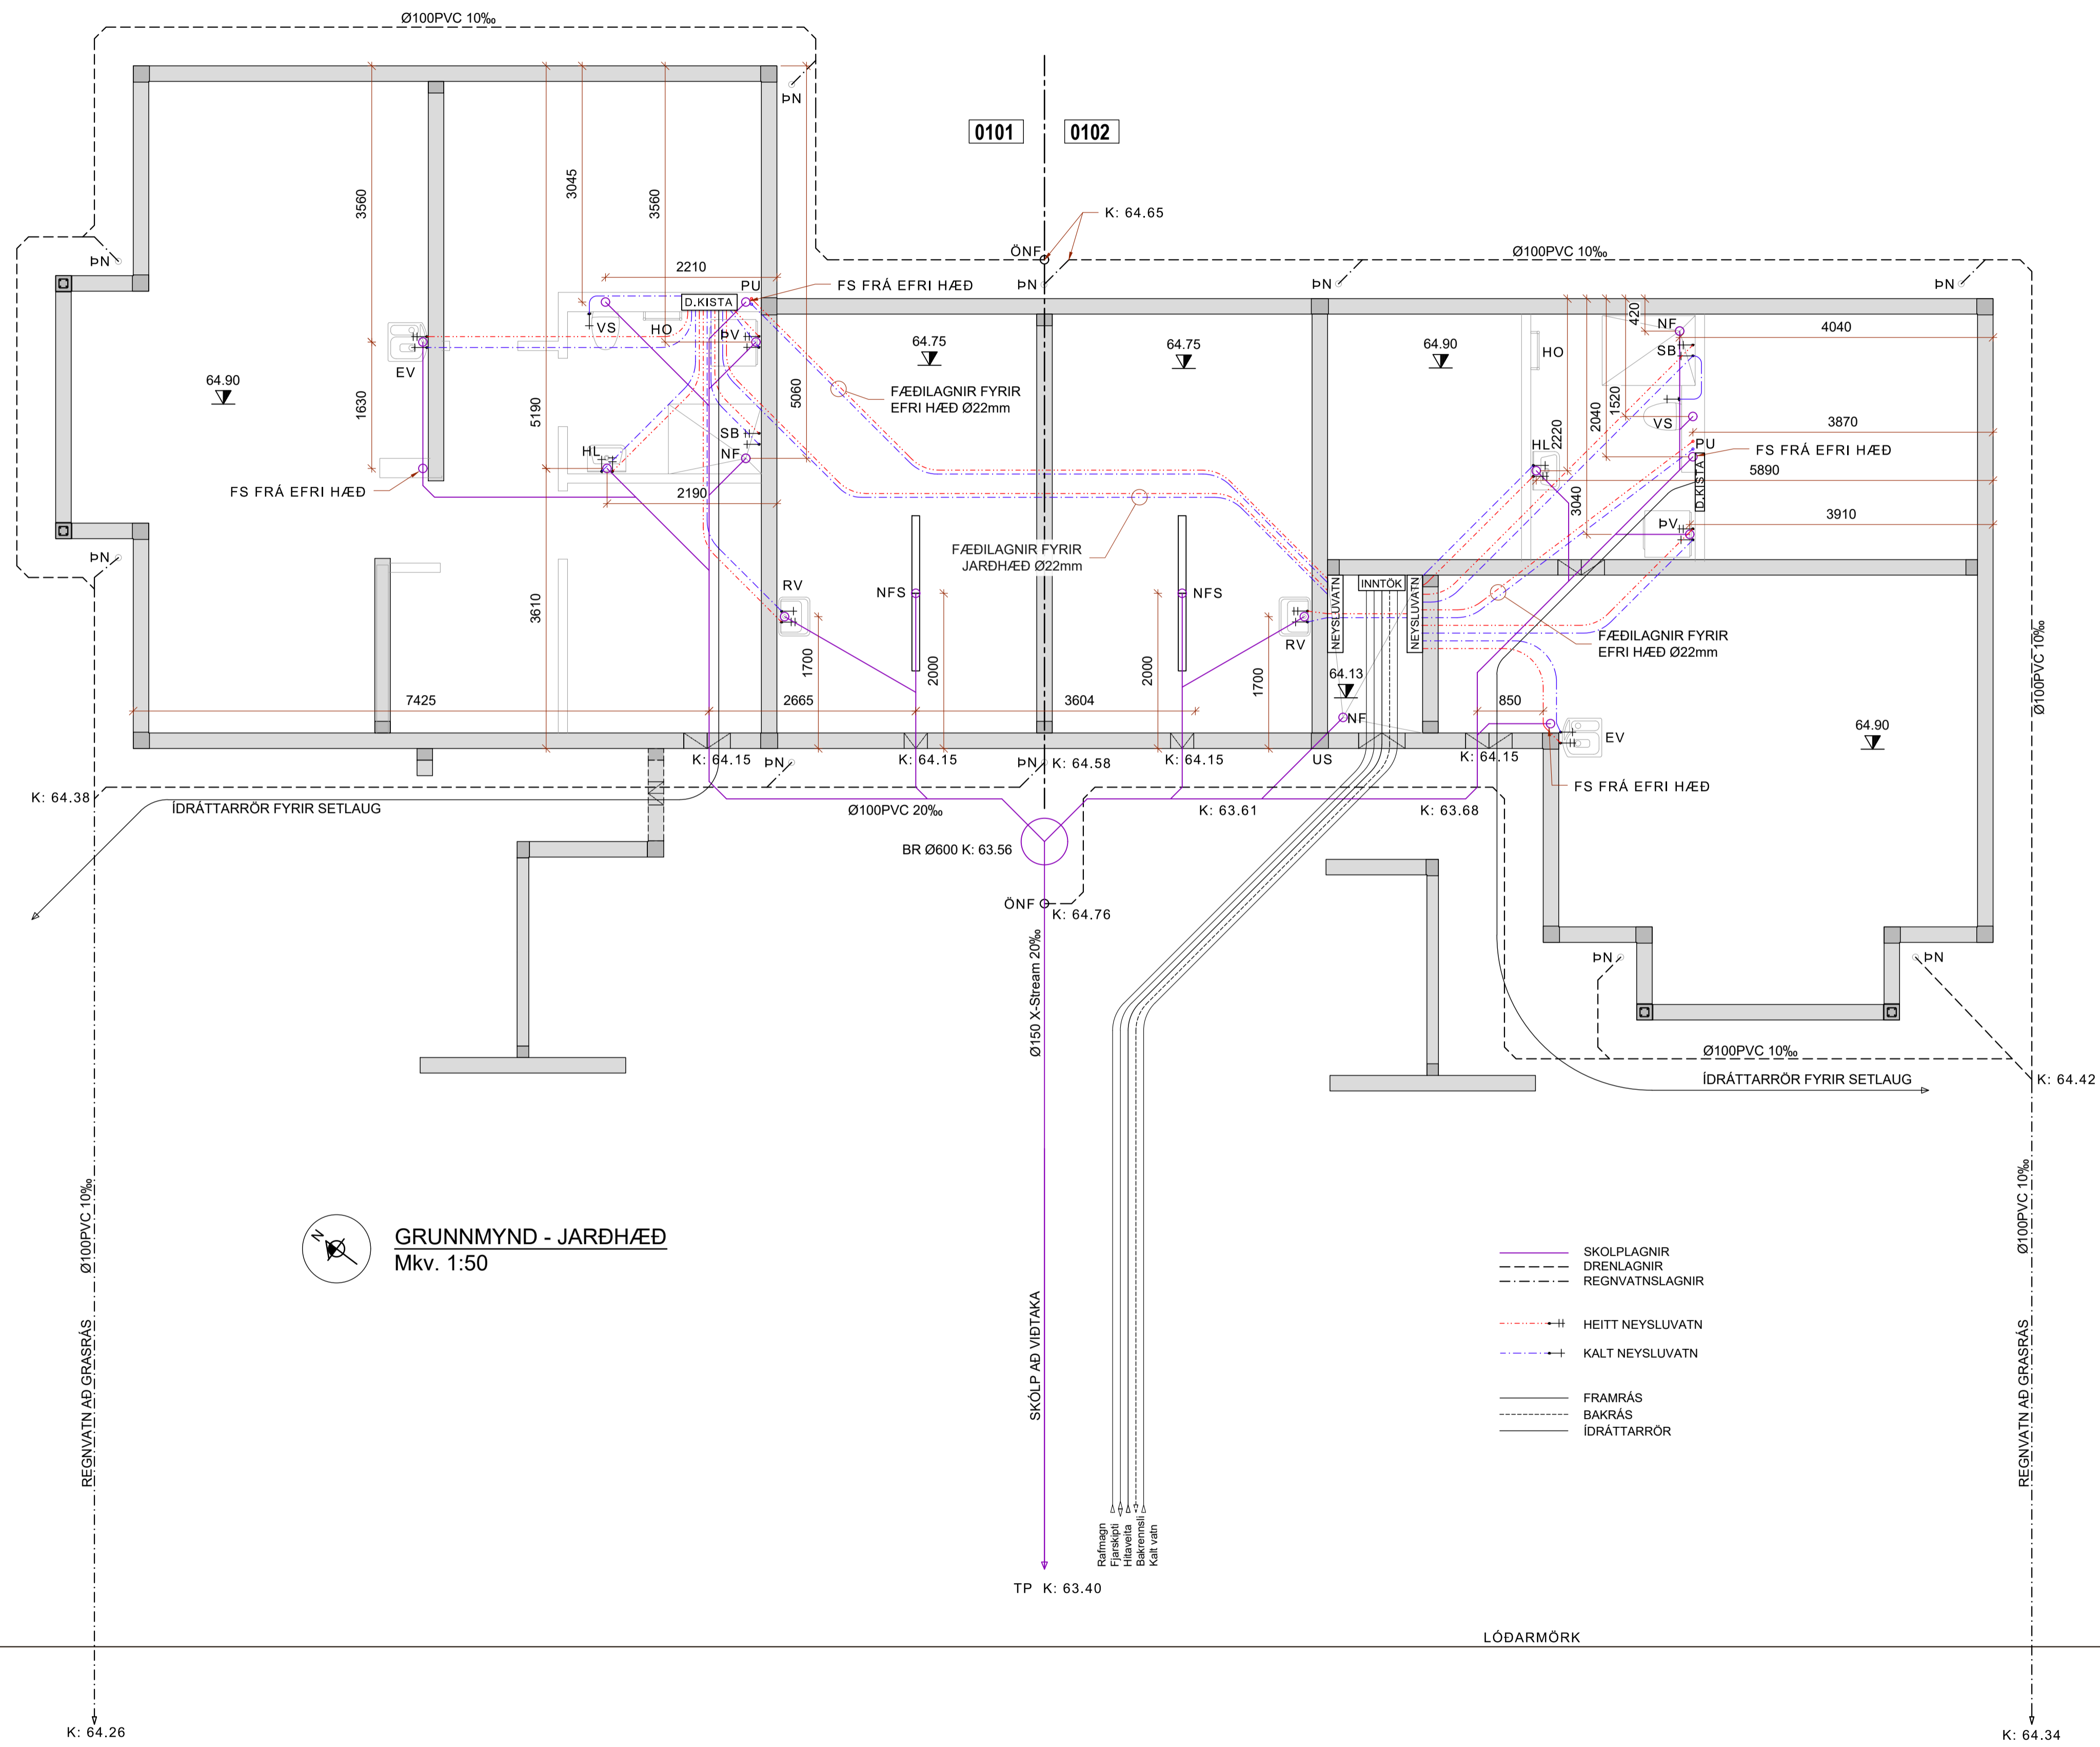 Ø100PVC 10‰
ÞN
0101
0102
3560
3045
3560
K: 64.65
ÖNF
Ø100PVC 10‰
ÞN
2210
PU
FS FRÁ EFRI HÆÐ
ÞN
ÞN
ÞN
D.KISTA
VS
HO
ÞV
EV
64.90
64.75
64.75
64.90
420
NF
4040
SB
HO
FÆÐILAGNIR FYRIR
EFRI HÆÐ Ø22mm
1630
5190
5060
1520
2040
2220
VS
3870
SB
NF
HL
HL
PU
FS FRÁ EFRI HÆÐ
D.KISTA
5890
FS FRÁ EFRI HÆÐ
2190
3040
ÞV
3910
FÆÐILAGNIR FYRIR
JARÐHÆÐ Ø22mm
ÞN
3610
RV
NFS
NFS
NEYSLUVATN
INNTÖK
NEYSLUVATN
RV
1700
2000
2000
1700
FÆÐILAGNIR FYRIR
EFRI HÆÐ Ø22mm
Ø100PVC 10‰
64.13
7425
2665
3604
NF
850
64.90
EV
K: 64.15
ÞN
K: 64.15
ÞN
K: 64.58
K: 64.15
US
K: 64.15
FS FRÁ EFRI HÆÐ
K: 64.38
ÍDRÁTTARRÖR FYRIR SETLAUG
Ø100PVC 20‰
K: 63.61
K: 63.68
BR Ø600 K: 63.56
ÖNF
K: 64.76
Ø150 X-Stream 20‰
ÞN
ÞN
Ø100PVC 10‰
ÍDRÁTTARRÖR FYRIR SETLAUG
K: 64.42
Ø100PVC 10‰
Ø100PVC 10‰
N
GRUNNMYND - JARÐHÆÐ
Mkv. 1:50
SKOLPLAGNIR
DRENLAGNIR
REGNVATNSLAGNIR
HEITT NEYSLUVATN
KALT NEYSLUVATN
FRAMRÁS
BAKRÁS
ÍDRÁTTARRÖR
REGNVATN AÐ GRASRÁS
SKÓLP AÐ VIÐTAKA
REGNVATN AÐ GRASRÁS
Rafmagn
Fjarskipti
Hitaveita
Bakrennsli
Kalt vatn
TP K: 63.40
LÓÐARMÖRK
K: 64.26
K: 64.34